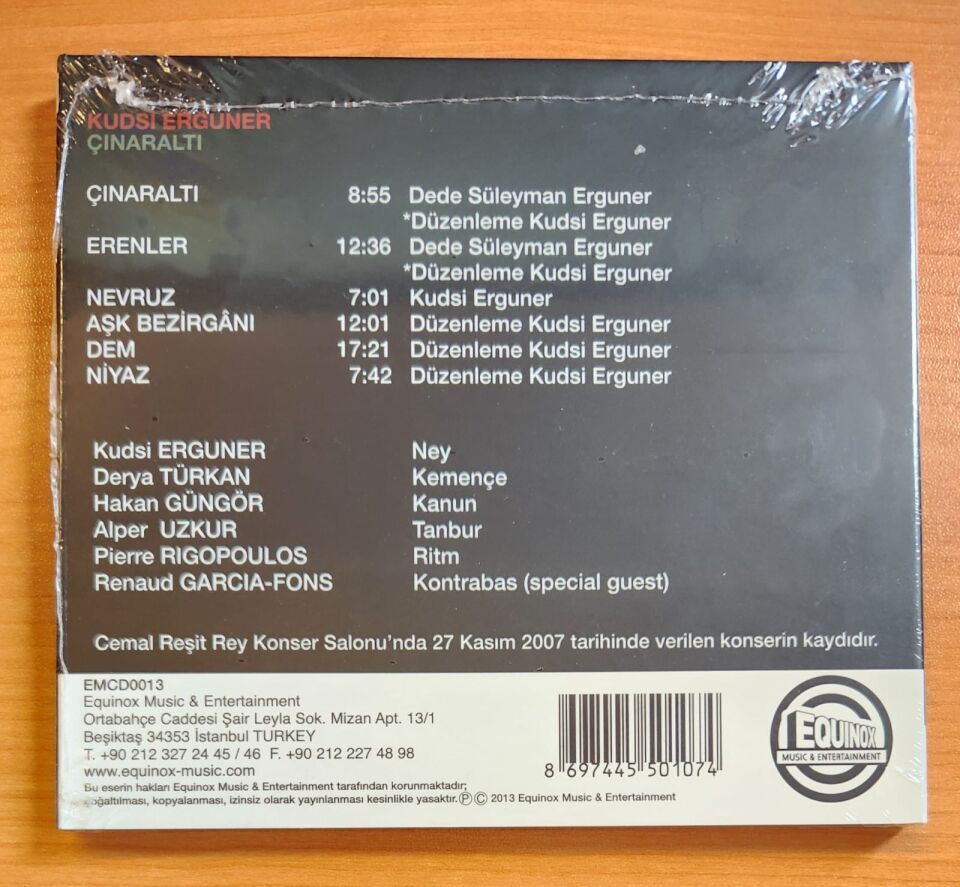 KUDSI ERGUNER
ÇINARALTI
ÇINARALTI 8:55 Dede Süleyman Erguner
*Düzenleme Kudsi Erguner
ERENLER 12:36 Dede Süleyman Erguner
*Düzenleme Kudsi Erguner
NEVRUZ 7:01 Kudsi Erguner
AŞK BEZİRGÂNI 12:01 Düzenleme Kudsi Erguner
DEM 17:21 Düzenleme Kudsi Erguner
NİYAZ 7:42 Düzenleme Kudsi Erguner
Kudsi ERGUNER Ney
Derya TÜRKAN Kemençe
Hakan GÜNGÖR Kanun
Alper UZKUR Tanbur
Pierre RIGOPOULOS Ritm
Renaud GARCIA-FONS Kontrabas (special guest)
Cemal Reşit Rey Konser Salonu'nda 27 Kasım 2007 tarihinde verilen konserin kaydıdır.
EMCD0013
Equinox Music & Entertainment
Ortabahçe Caddesi Şair Leyla Sok. Mizan Apt. 13/1
Beşiktaş 34353 İstanbul TURKEY
T. +90 212 327 24 45 / 46 F. +90 212 227 48 98
www.equinox-music.com
Bu eserin hakları Equinox Music & Entertainment tarafından korunmaktadır;
çoğaltılması, kopyalanması, izinsiz olarak yayınlanması kesinlikle yasaktır. ℗ © 2013 Equinox Music & Entertainment
8 697445 501074
EQUINOX
MUSIC & ENTERTAINMENT